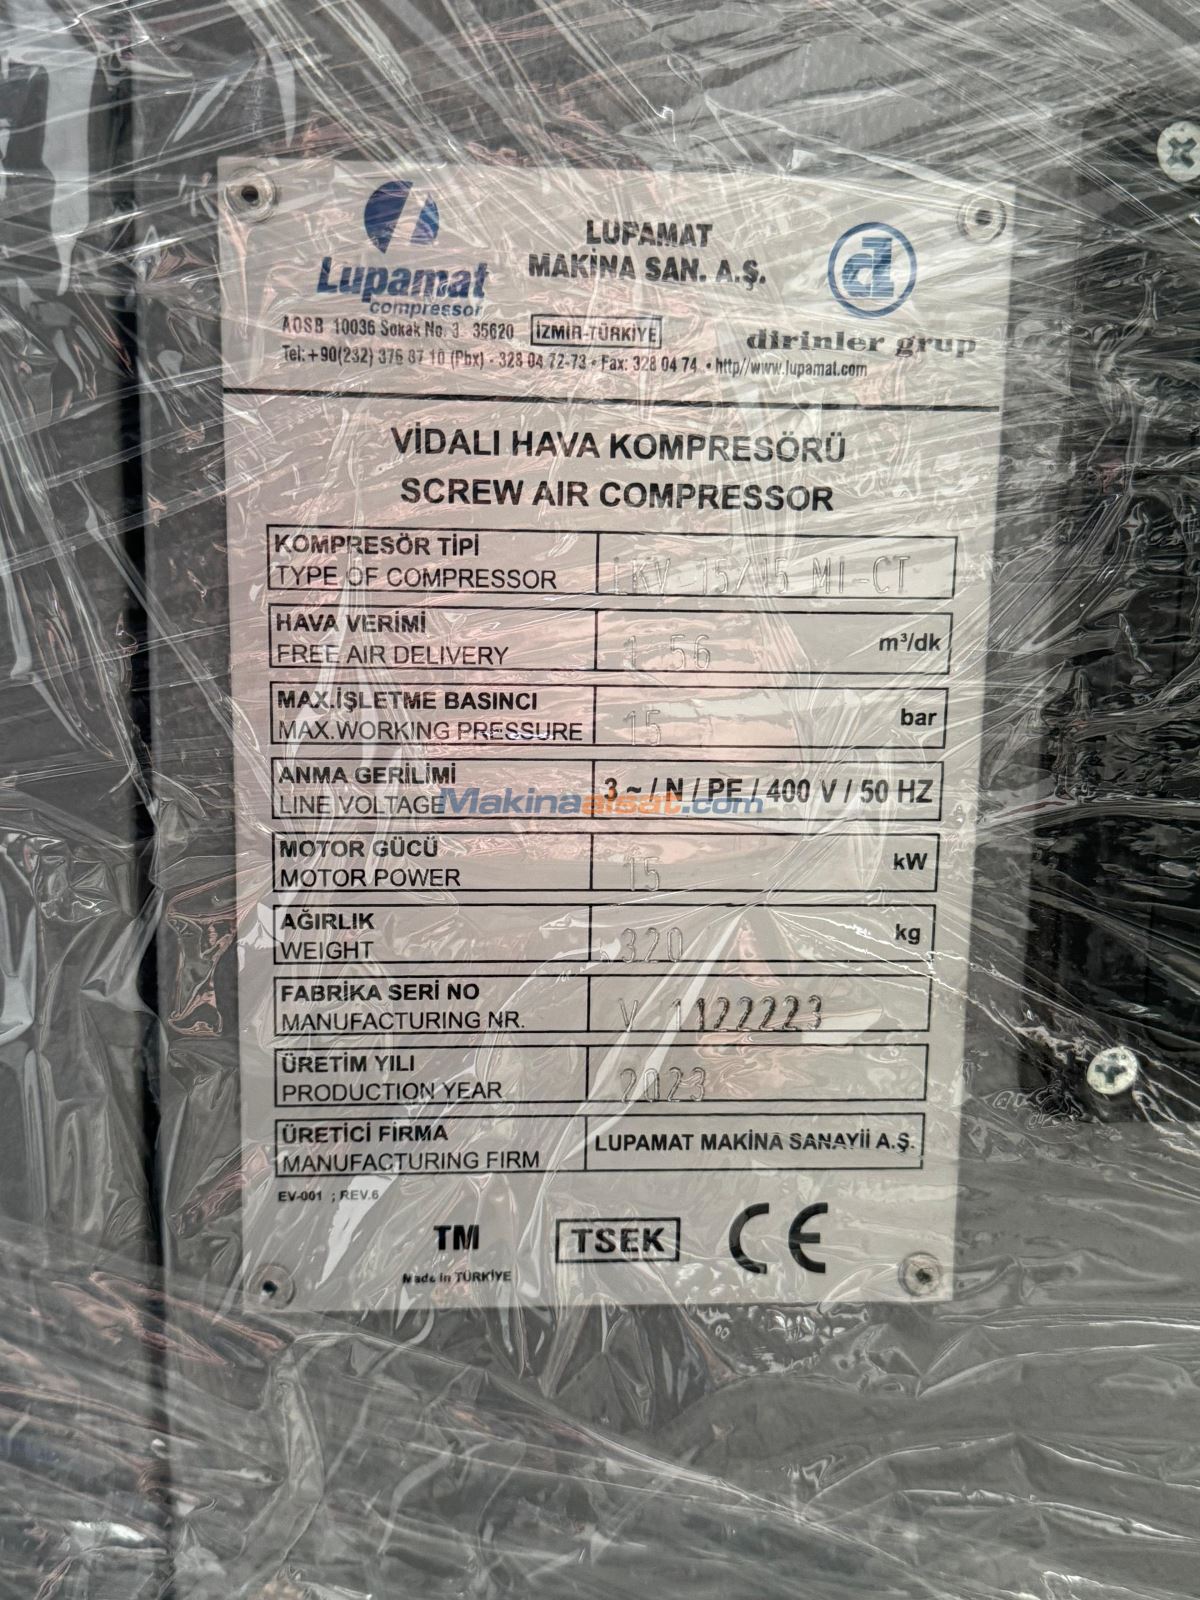 Lupamat
compressor
LUPAMAT
MAKİNA SAN. A.Ş.
dirinler grup
AOSB 10036 Sokak No. 3 35620 İZMİR-TÜRKİYE
Tel: +90(232) 376 87 10 (Pbx) - 328 04 72-73 • Fax: 328 04 74 • http//www.lupamat.com
VİDALI HAVA KOMPRESÖRÜ
SCREW AIR COMPRESSOR
KOMPRESÖR TİPİ
TYPE OF COMPRESSOR
LKV 15/15 MI-CT
HAVA VERİMİ
FREE AIR DELIVERY
1 56 m³/dk
MAX.İŞLETME BASINCI
MAX.WORKING PRESSURE
15 bar
ANMA GERİLİMİ
LINE VOLTAGE
3 ~ / N / PE / 400 V / 50 HZ
Makinaalsat.com
MOTOR GÜCÜ
MOTOR POWER
15 kW
AĞIRLIK
WEIGHT
320 kg
FABRİKA SERİ NO
MANUFACTURING NR.
V 1122223
ÜRETİM YILI
PRODUCTION YEAR
2023
ÜRETİCİ FİRMA
MANUFACTURING FIRM
LUPAMAT MAKİNA SANAYİİ A.Ş.
EV-001 ; REV.6
TM
Made in TÜRKİYE
TSEK
CE